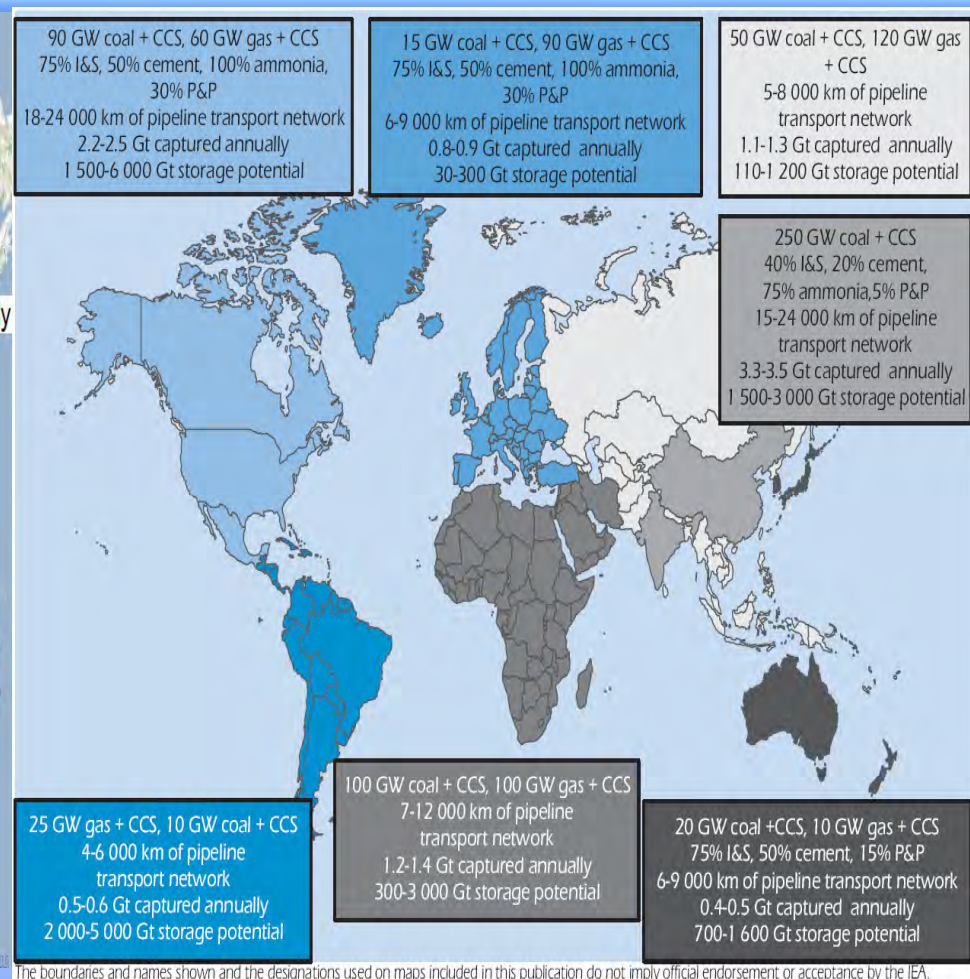 90 GW coal + CCS, 60 GW gas + CCS
75% I&S, 50% cement, 100% ammonia,
30% P&P
18-24 000 km of pipeline transport network
2.2-2.5 Gt captured annually
1 500-6 000 Gt storage potential
15 GW coal + CCS, 90 GW gas + CCS
75% I&S, 50% cement, 100% ammonia,
30% P&P
6-9 000 km of pipeline transport network
0.8-0.9 Gt captured annually
30-300 Gt storage potential
50 GW coal + CCS, 120 GW gas
+ CCS
5-8 000 km of pipeline
transport network
1.1-1.3 Gt captured annually
110-1 200 Gt storage potential
250 GW coal + CCS
40% I&S, 20% cement,
75% ammonia,5% P&P
15-24 000 km of pipeline
transport network
3.3-3.5 Gt captured annually
1 500-3 000 Gt storage potential
y
25 GW gas + CCS, 10 GW coal + CCS
4-6 000 km of pipeline
transport network
0.5-0.6 Gt captured annually
2 000-5 000 Gt storage potential
100 GW coal + CCS, 100 GW gas + CCS
7-12 000 km of pipeline
transport network
1.2-1.4 Gt captured annually
300-3 000 Gt storage potential
20 GW coal +CCS, 10 GW gas + CCS
75% I&S, 50% cement, 15% P&P
6-9 000 km of pipeline transport network
0.4-0.5 Gt captured annually
700-1 600 Gt storage potential
The boundaries and names shown and the designations used on maps included in this publication do not imply official endorsement or acceptance by the IEA.